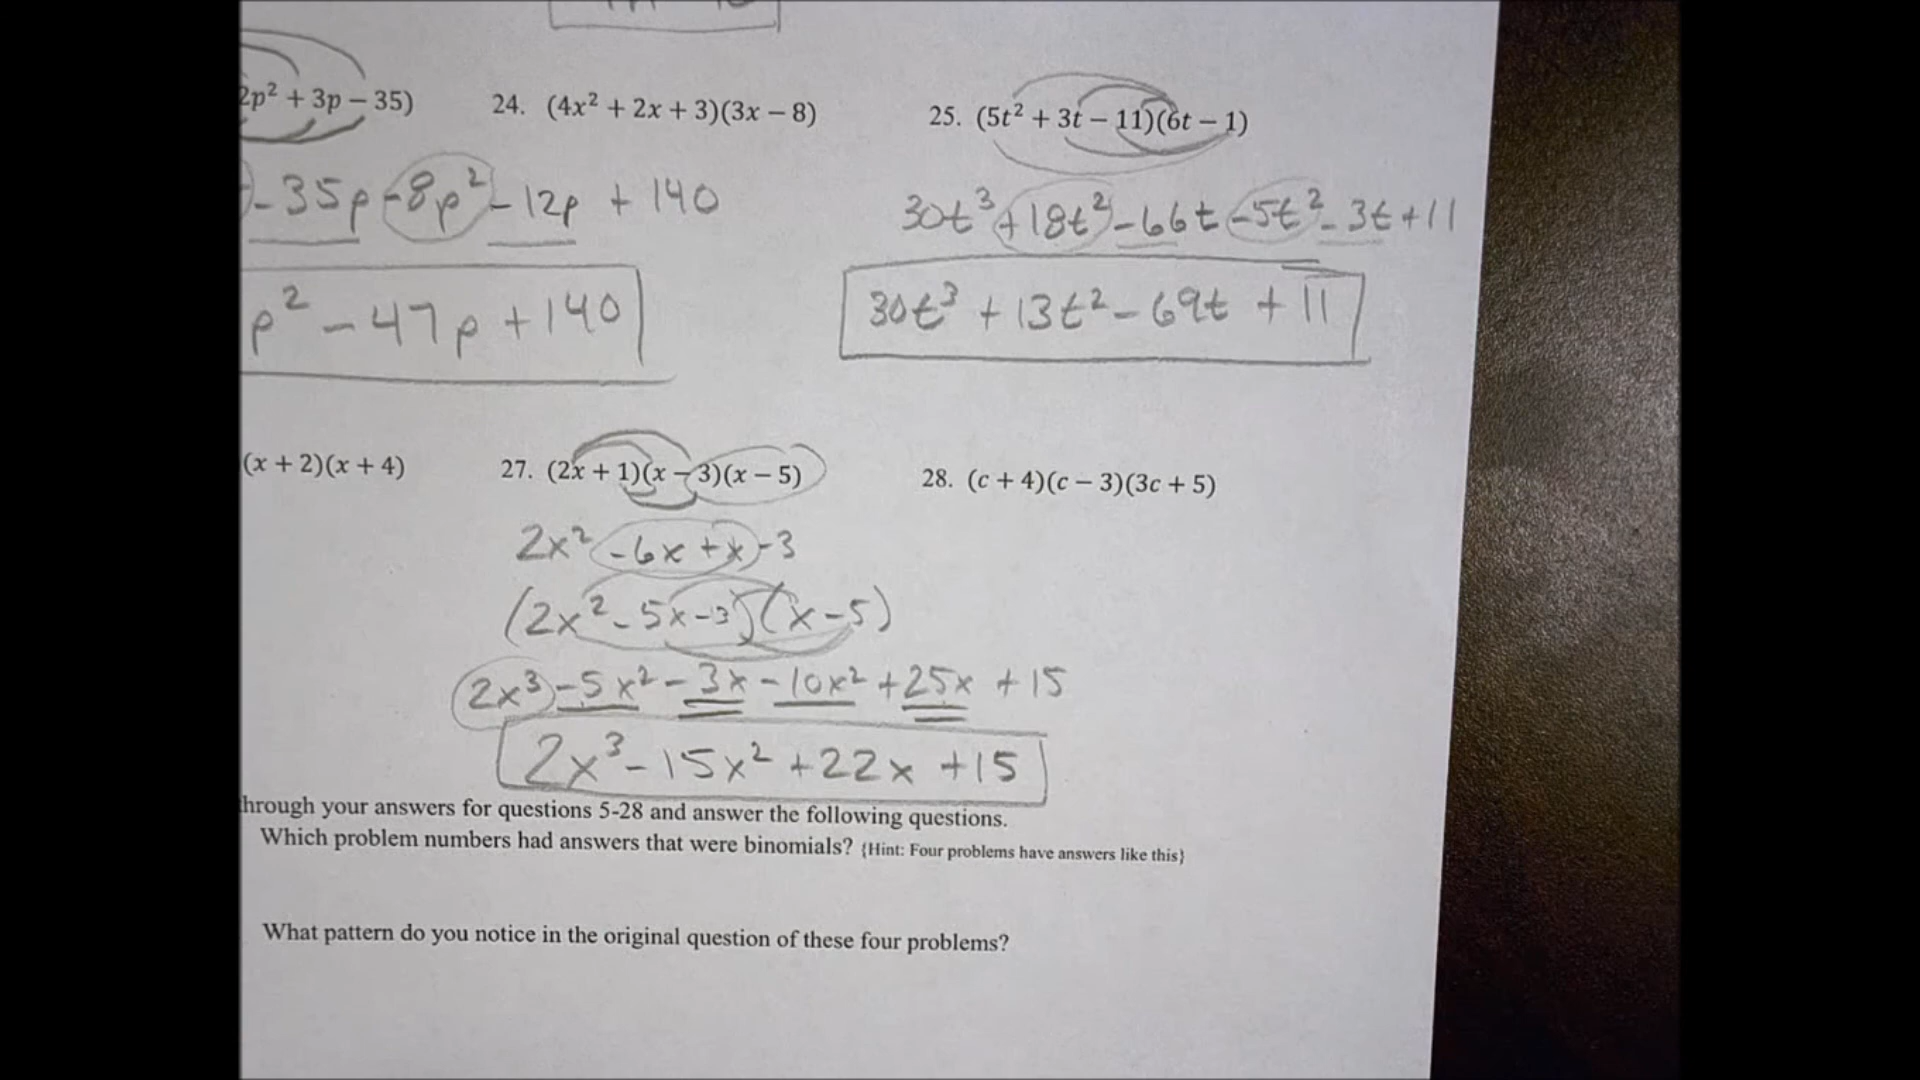 2p² + 3p – 35)
24. (4x² + 2x + 3)(3x – 8)
25. (5t² + 3t – 11)(6t – 1)
- 35p - 8p² - 12p + 140
30t³ + 18t² - 66t - 5t² - 3t + 11
p² - 47p + 140
30t³ + 13t² - 69t + 11
(x + 2)(x + 4)
27. (2x + 1)(x – 3)(x – 5)
28. (c + 4)(c – 3)(3c + 5)
2x² - 6x + x - 3
(2x² - 5x - 3)(x - 5)
2x³ - 5x² - 3x - 10x² + 25x + 15
2x³ - 15x² + 22x + 15
hrough your answers for questions 5-28 and answer the following questions.
Which problem numbers had answers that were binomials? {Hint: Four problems have answers like this}
What pattern do you notice in the original question of these four problems?